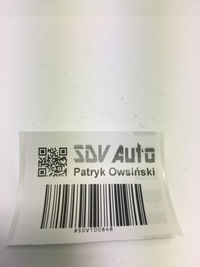 SDV Auto
Patryk Owsiński
#SDV100848